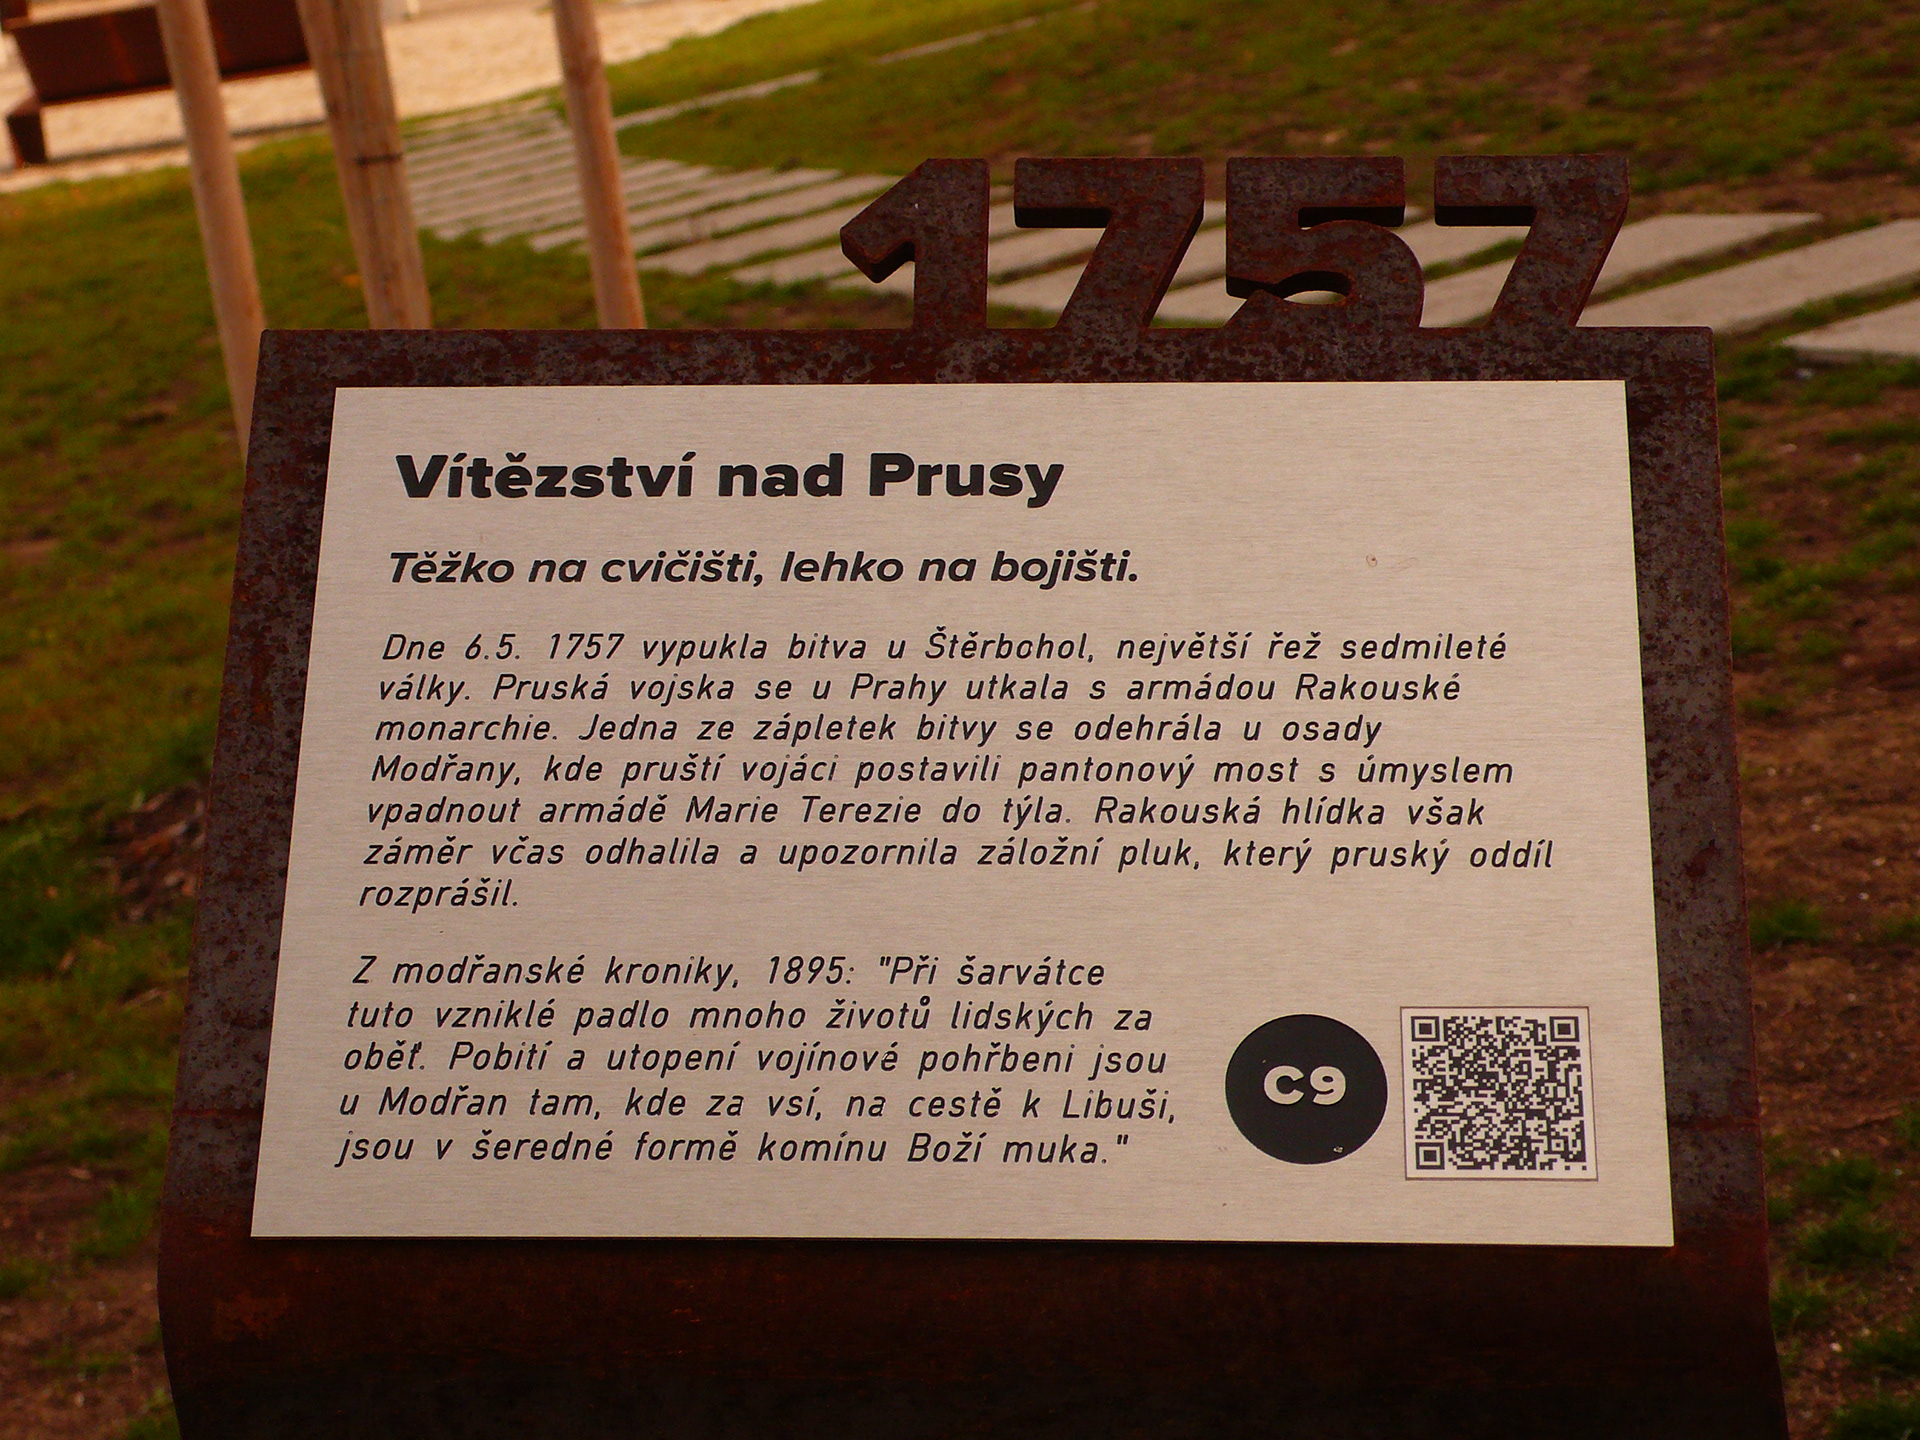 1757
Vítězství nad Prusy
Těžko na cvičišti, lehko na bojišti.
Dne 6.5. 1757 vypukla bitva u Štěrbohol, největší řež sedmileté
války. Pruská vojska se u Prahy utkala s armádou Rakouské
monarchie. Jedna ze zápletek bitvy se odehrála u osady
Modřany, kde pruští vojáci postavili pantonový most s úmyslem
vpadnout armádě Marie Terezie do týla. Rakouská hlídka však
záměr včas odhalila a upozornila záložní pluk, který pruský oddíl
rozprášil.
Z modřanské kroniky, 1895: "Při šarvátce
tuto vzniklé padlo mnoho životů lidských za
oběť. Pobití a utopení vojínové pohřbeni jsou
u Modřan tam, kde za vsí, na cestě k Libuši,
jsou v šeredné formě komínu Boží muka."
C9